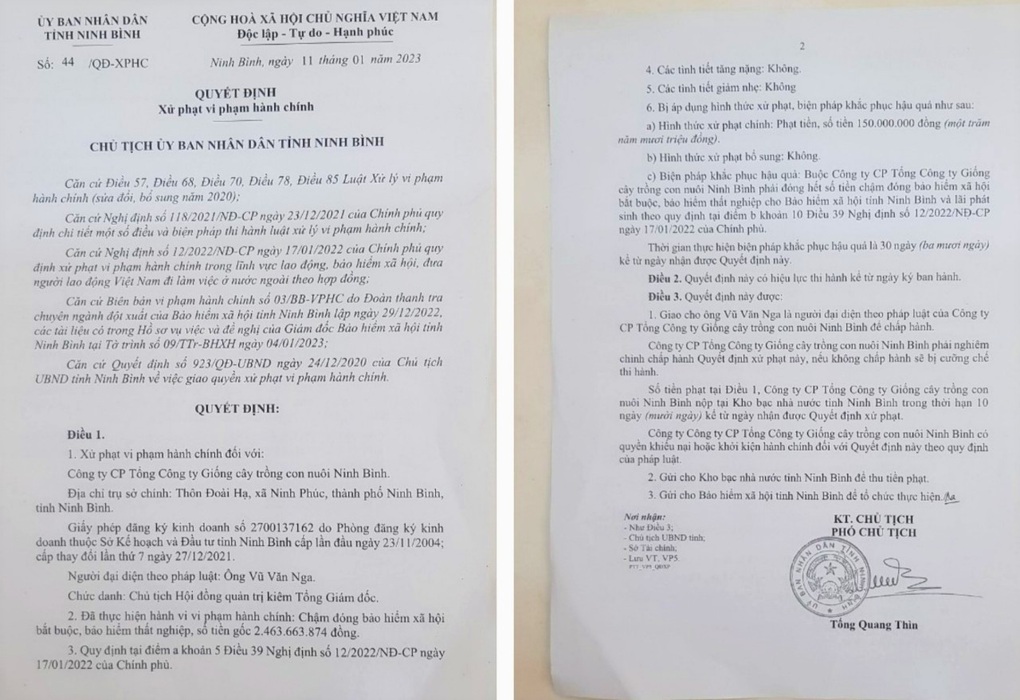 ỦY BAN NHÂN DÂN
TỈNH NINH BÌNH
CỘNG HOÀ XÃ HỘI CHỦ NGHĨA VIỆT NAM
Độc lập - Tự do - Hạnh phúc
Số: 44 /QĐ-XPHC
Ninh Bình, ngày 11 tháng 01 năm 2023
QUYẾT ĐỊNH
Xử phạt vi phạm hành chính
CHỦ TỊCH ỦY BAN NHÂN DÂN TỈNH NINH BÌNH
Căn cứ Điều 57, Điều 68, Điều 70, Điều 78, Điều 85 Luật Xử lý vi phạm
hành chính (sửa đổi, bổ sung năm 2020);
Căn cứ Nghị định số 118/2021/NĐ-CP ngày 23/12/2021 của Chính phủ quy
định chi tiết một số điều và biện pháp thi hành luật xử lý vi phạm hành chính;
Căn cứ Nghị định số 12/2022/NĐ-CP ngày 17/01/2022 của Chính phủ quy
định xử phạt vi phạm hành chính trong lĩnh vực lao động, bảo hiểm xã hội, đưa
người lao động Việt Nam đi làm việc ở nước ngoài theo hợp đồng;
Căn cứ Biên bản vi phạm hành chính số 03/BB-VPHC do Đoàn thanh tra
chuyên ngành đột xuất của Bảo hiểm xã hội tỉnh Ninh Bình lập ngày 29/12/2022,
các tài liệu có trong Hồ sơ vụ việc và đề nghị của Giám đốc Bảo hiểm xã hội tỉnh
Ninh Bình tại Tờ trình số 09/TTr-BHXH ngày 04/01/2023;
Căn cứ Quyết định số 923/QĐ-UBND ngày 24/12/2020 của Chủ tịch
UBND tỉnh Ninh Bình về việc giao quyền xử phạt vi phạm hành chính.
QUYẾT ĐỊNH:
Điều 1.
1. Xử phạt vi phạm hành chính đối với:
Công ty CP Tổng Công ty Giống cây trồng con nuôi Ninh Bình.
Địa chỉ trụ sở chính: Thôn Đoài Hạ, xã Ninh Phúc, thành phố Ninh Bình,
tỉnh Ninh Bình.
Giấy phép đăng ký kinh doanh số 2700137162 do Phòng đăng ký kinh
doanh thuộc Sở Kế hoạch và Đầu tư tỉnh Ninh Bình cấp lần đầu ngày 23/11/2004;
cấp thay đổi lần thứ 7 ngày 27/12/2021.
Người đại diện theo pháp luật: Ông Vũ Văn Nga.
Chức danh: Chủ tịch Hội đồng quản trị kiêm Tổng Giám đốc.
2. Đã thực hiện hành vi vi phạm hành chính: Chậm đóng bảo hiểm xã hội
bắt buộc, bảo hiểm thất nghiệp, số tiền gốc 2.463.663.874 đồng.
3. Quy định tại điểm a khoản 5 Điều 39 Nghị định số 12/2022/NĐ-CP ngày
17/01/2022 của Chính phủ.
2
4. Các tình tiết tăng nặng: Không.
5. Các tình tiết giảm nhẹ: Không
6. Bị áp dụng hình thức xử phạt, biện pháp khắc phục hậu quả như sau:
a) Hình thức xử phạt chính: Phạt tiền, số tiền 150.000.000 đồng (một trăm
năm mươi triệu đồng).
b) Hình thức xử phạt bổ sung: Không.
c) Biện pháp khắc phục hậu quả: Buộc Công ty CP Tổng Công ty Giống
cây trồng con nuôi Ninh Bình phải đóng hết số tiền chậm đóng bảo hiểm xã hội
bắt buộc, bảo hiểm thất nghiệp cho Bảo hiểm xã hội tỉnh Ninh Bình và lãi phát
sinh theo quy định tại điểm b khoản 10 Điều 39 Nghị định số 12/2022/NĐ-CP
ngày 17/01/2022 của Chính phủ.
Thời gian thực hiện biện pháp khắc phục hậu quả là 30 ngày (ba mươi ngày)
kể từ ngày nhận được Quyết định này.
Điều 2. Quyết định này có hiệu lực thi hành kể từ ngày ký ban hành.
Điều 3. Quyết định này được:
1. Giao cho ông Vũ Văn Nga là người đại diện theo pháp luật của Công ty
CP Tổng Công ty Giống cây trồng con nuôi Ninh Bình để chấp hành.
Công ty CP Tổng Công ty Giống cây trồng con nuôi Ninh Bình phải nghiêm
chỉnh chấp hành Quyết định xử phạt này, nếu không chấp hành sẽ bị cưỡng chế
thi hành.
Số tiền phạt tại Điều 1, Công ty CP Tổng Công ty Giống cây trồng con
nuôi Ninh Bình nộp tại Kho bạc nhà nước tỉnh Ninh Bình trong thời hạn 10
ngày (mười ngày) kể từ ngày nhận được Quyết định xử phạt.
Công ty Công ty CP Tổng Công ty Giống cây trồng con nuôi Ninh Bình có
quyền khiếu nại hoặc khởi kiện hành chính đối với Quyết định này theo quy định
của pháp luật.
2. Gửi cho Kho bạc nhà nước tỉnh Ninh Bình để thu tiền phạt.
3. Gửi cho Bảo hiểm xã hội tỉnh Ninh Bình để tổ chức thực hiện.
Nơi nhận:
- Như Điều 3;
- Chủ tịch UBND tỉnh;
- Sở Tài chính;
- Lưu VT, VP5.
KT. CHỦ TỊCH
PHÓ CHỦ TỊCH
Tống Quang Thìn